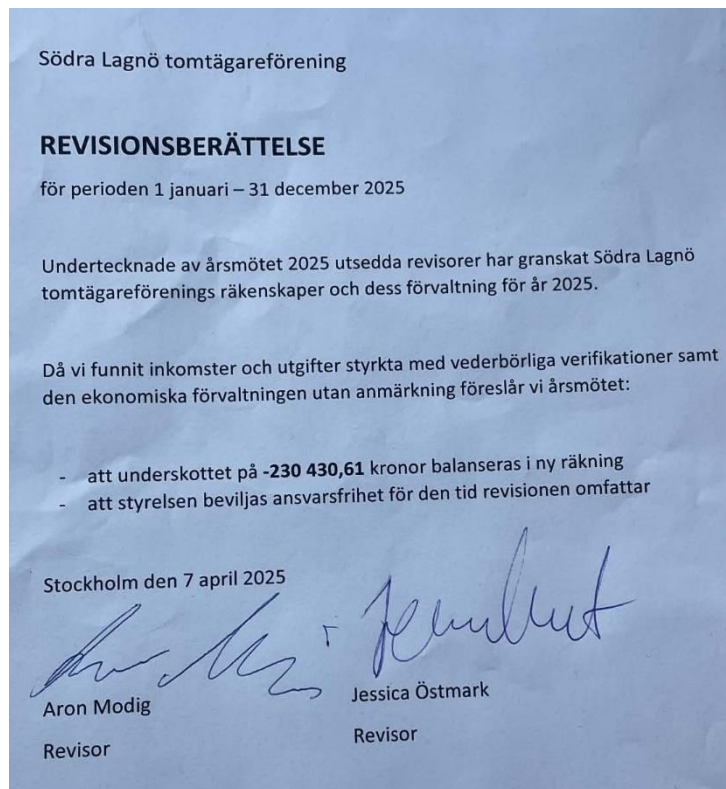 Södra Lagnö tomtägareförening
REVISIONSBERÄTTELSE
för perioden 1 januari – 31 december 2025
Undertecknade av årsmötet 2025 utsedda revisorer har granskat Södra Lagnö
tomtägareförenings räkenskaper och dess förvaltning för år 2025.
Då vi funnit inkomster och utgifter styrkta med vederbörliga verifikationer samt
den ekonomiska förvaltningen utan anmärkning föreslår vi årsmötet:
- att underskottet på -230 430,61 kronor balanseras i ny räkning
- att styrelsen beviljas ansvarsfrihet för den tid revisionen omfattar
Stockholm den 7 april 2025
Aron Modig Jessica Östmark
Revisor Revisor